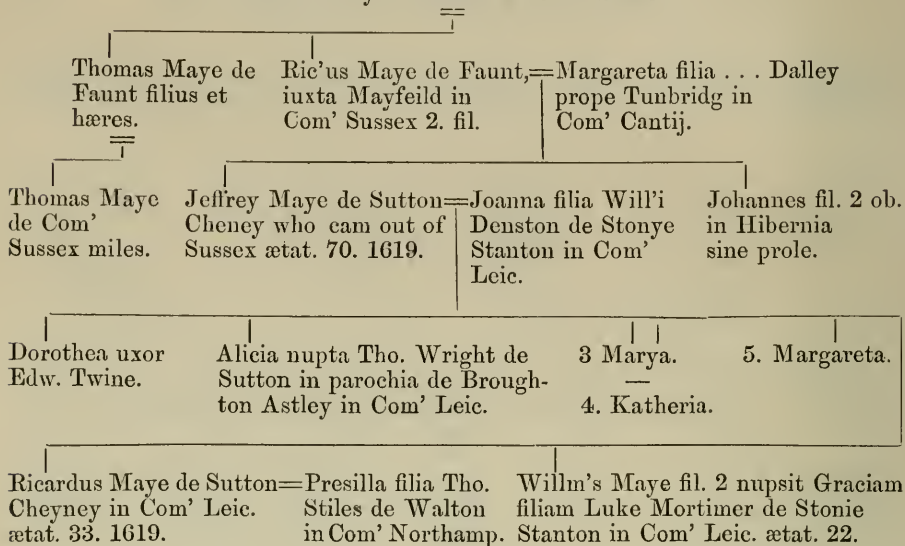 Thomas Maye de
Faunt filius et
hæres.
Ric'us Maye de Faunt,=Margareta filia . . . Dalley
iuxta Mayfeild in
Com' Sussex 2. fil.
prope Tunbridg in
Com' Cantij.
Thomas Maye
de Com'
Sussex miles.
Jeffrey Maye de Sutton=Joanna filia Will'i
Cheney who cam out of
Sussex ætat. 70. 1619.
Denston de Stonye
Stanton in Com'
Leic.
Johannes fil. 2 ob.
in Hibernia
sine prole.
Dorothea uxor
Edw. Twine.
Alicia nupta Tho. Wright de
Sutton in parochia de Brough-
ton Astley in Com' Leic.
3 Marya.
—
4. Katheria.
5. Margareta.
Ricardus Maye de Sutton=Presilla filia Tho.
Cheyney in Com' Leic.
ætat. 33. 1619.
Stiles de Walton
in Com' Northamp.
Willm's Maye fil. 2 nupsit Graciam
filiam Luke Mortimer de Stonie
Stanton in Com' Leic. ætat. 22.